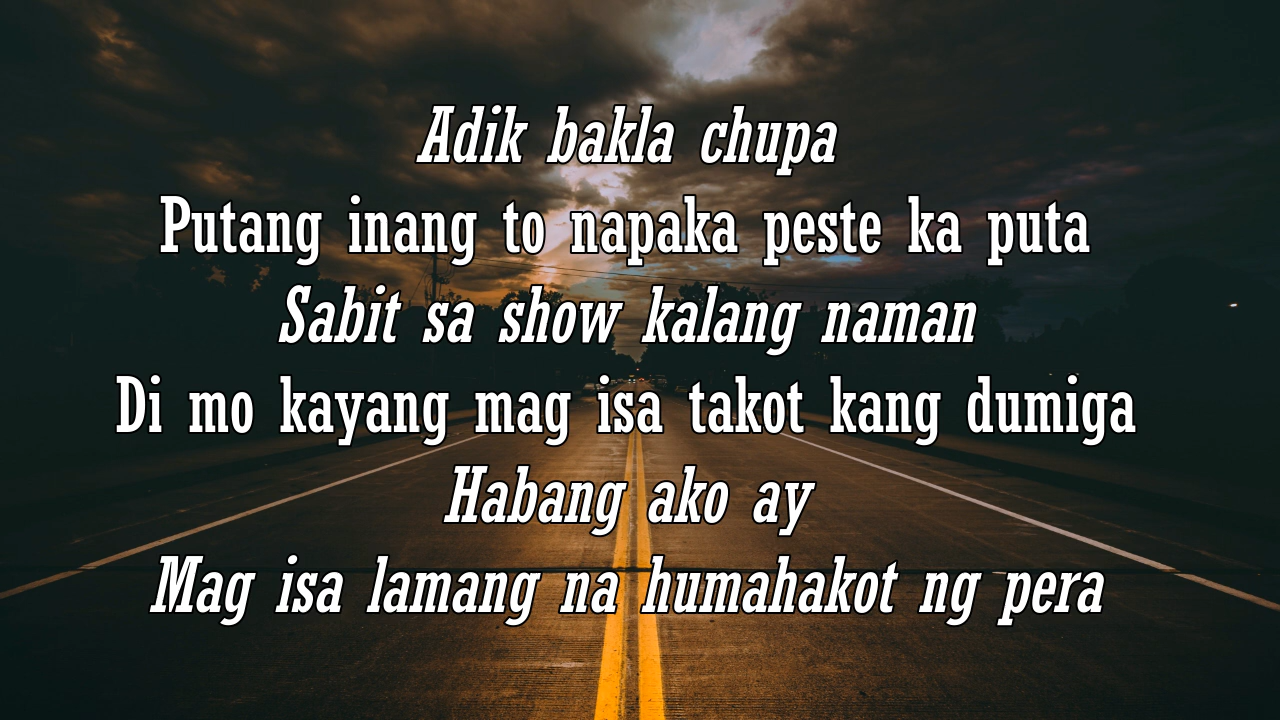 Adik bakla chupa
Putang inang to napaka peste ka puta
Sabit sa show kalang naman
Di mo kayang mag isa takot kang dumiga
Habang ako ay
Mag isa lamang na humahakot ng pera